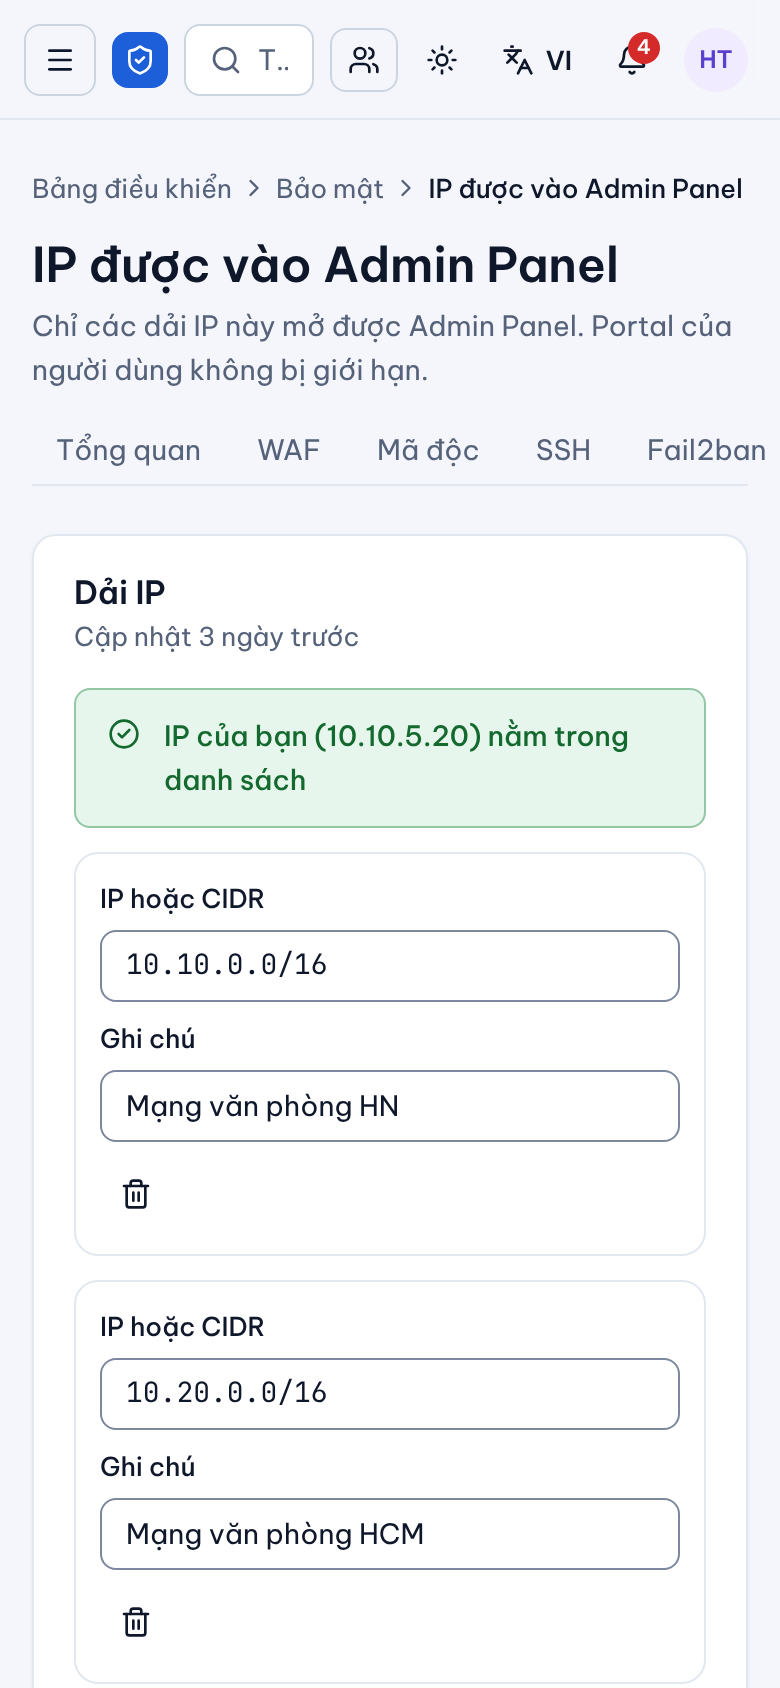 T..
VI
4
HT
Bảng điều khiển > Bảo mật > IP được vào Admin Panel
IP được vào Admin Panel
Chỉ các dải IP này mở được Admin Panel. Portal của
người dùng không bị giới hạn.
Tổng quan WAF Mã độc SSH Fail2ban
Dải IP
Cập nhật 3 ngày trước
IP của bạn (10.10.5.20) nằm trong
danh sách
IP hoặc CIDR
10.10.0.0/16
Ghi chú
Mạng văn phòng HN
IP hoặc CIDR
10.20.0.0/16
Ghi chú
Mạng văn phòng HCM